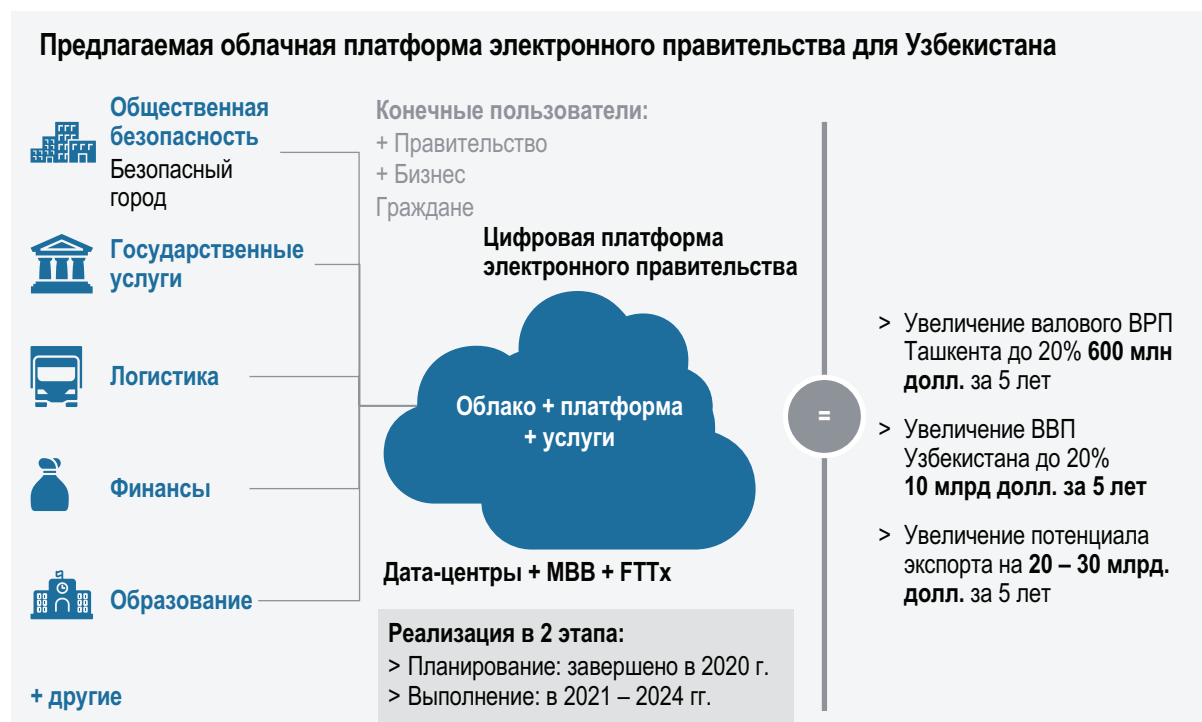 Предлагаемая облачная платформа электронного правительства для Узбекистана
Общественная
безопасность
Безопасный
город
Государственные
услуги
Логистика
Финансы
Образование
+ другие
Конечные пользователи:
+ Правительство
+ Бизнес
Граждане
Цифровая платформа
электронного правительства
Облако + платформа
+ услуги
Дата-центры + МВВ + FTTx
Реализация в 2 этапа:
> Планирование: завершено в 2020 г.
> Выполнение: в 2021 – 2024 гг.
=
> Увеличение валового ВРП
Ташкента до 20% 600 млн
долл. за 5 лет
> Увеличение ВВП
Узбекистана до 20%
10 млрд долл. за 5 лет
> Увеличение потенциала
экспорта на 20 – 30 млрд.
долл. за 5 лет